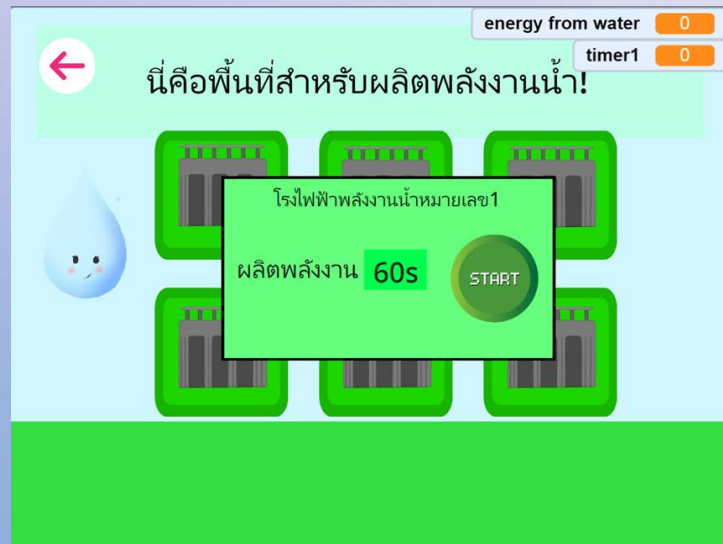 energy from water 0
timer1 0
นี่คือพื้นที่สำหรับผลิตพลังงานน้ำ!
โรงไฟฟ้าพลังงานน้ำหมายเลข1
ผลิตพลังงาน 60s START